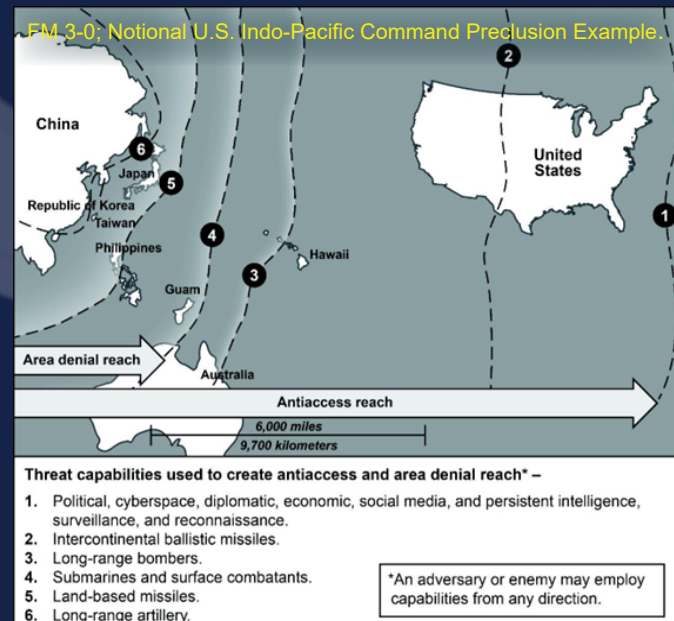 FM 3-0; Notional U.S. Indo-Pacific Command Preclusion Example.
2
China
6
United
States
Japan
5
Republic of Korea
1
Taiwan
4
Philippines
Hawaii
3
Guam
Area denial reach
Australia
Antiaccess reach
6,000 miles
9,700 kilometers
Threat capabilities used to create antiaccess and area denial reach* –
1. Political, cyberspace, diplomatic, economic, social media, and persistent intelligence,
surveillance, and reconnaissance.
2. Intercontinental ballistic missiles.
3. Long-range bombers.
4. Submarines and surface combatants.
5. Land-based missiles.
6. Long-range artillery.
*An adversary or enemy may employ
capabilities from any direction.